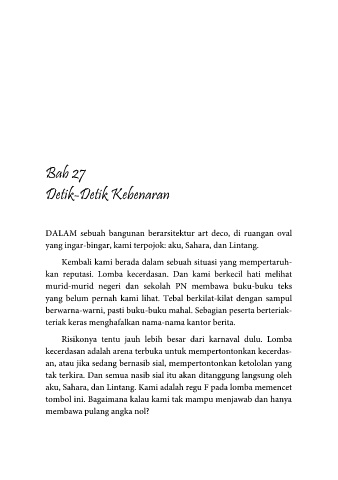 Bab 27
Detik-Detik Kebenaran
DALAM sebuah bangunan berarsitektur art deco, di ruangan oval
yang ingar-bingar, kami terpojok: aku, Sahara, dan Lintang.
Kembali kami berada dalam sebuah situasi yang mempertaruh-
kan reputasi. Lomba kecerdasan. Dan kami berkecil hati melihat
murid-murid negeri dan sekolah PN membawa buku-buku teks
yang belum pernah kami lihat. Tebal berkilat-kilat dengan sampul
berwarna-warni, pasti buku-buku mahal. Sebagian peserta berteriak-
teriak keras menghafalkan nama-nama kantor berita.
Risikonya tentu jauh lebih besar dari karnaval dulu. Lomba
kecerdasan adalah arena terbuka untuk mempertontonkan kecerdas-
an, atau jika sedang bernasib sial, mempertontonkan ketololan yang
tak terkira. Dan semua nasib sial itu akan ditanggung langsung oleh
aku, Sahara, dan Lintang. Kami adalah regu F pada lomba memencet
tombol ini. Bagaimana kalau kami tak mampu menjawab dan hanya
membawa pulang angka nol?